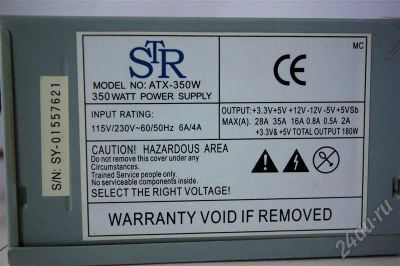 STR
MC
MODEL NO: ATX-350W
350WATT POWER SUPPLY
CE
INPUT RATING:
115V/230V~60/50Hz 6A/4A
OUTPUT:+3.3V+5V +12V-12V -5V+5VSb
MAX(A). 28A 35A 16A 0.8A 0.5A 2A
+3.3V& +5V TOTAL OUTPUT 180W
CAUTION! HAZARDOUS AREA
Do not remove this cover under any
Circumstances.
Trained Service people only.
No serviceable components inside.
SELECT THE RIGHT VOLTAGE!
WARRANTY VOID IF REMOVED
S/N: SY-01557621
24au.ru